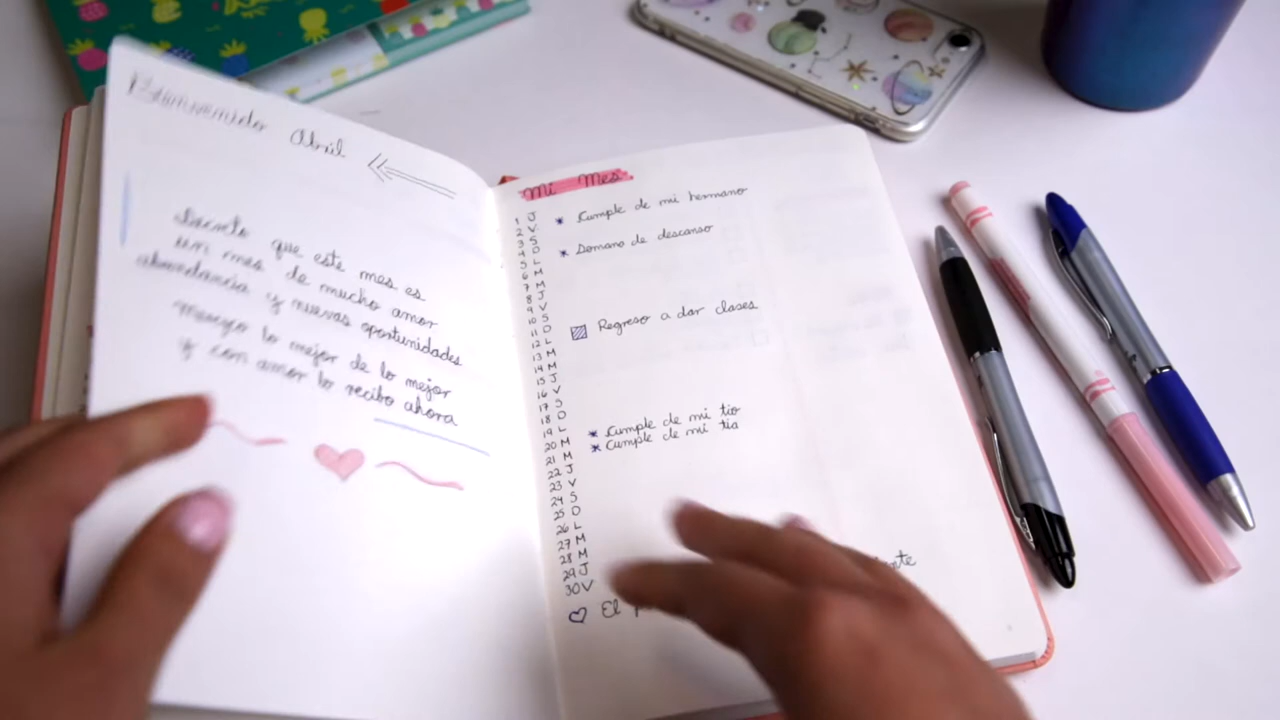 Bienvenido Abril
Decreto que este mes es
un mes de mucho amor
abundancia y nuevas oportunidades
Merezco lo mejor de lo mejor
y con amor lo recibo ahora
Mi Mes
1 J * Cumple de mi hermano
2 V
3 S * Semana de descanso
4 D
5 L
6 M
7 M
8 J
9 V
10 S
11 D
12 L Regreso a dar clases
13 M
14 M
15 J
16 V
17 S
18 D
19 L * Cumple de mi tio
20 M * Cumple de mi tia
21 M
22 J
23 V
24 S
25 D
26 L
27 M
28 M
29 J
30 V
El